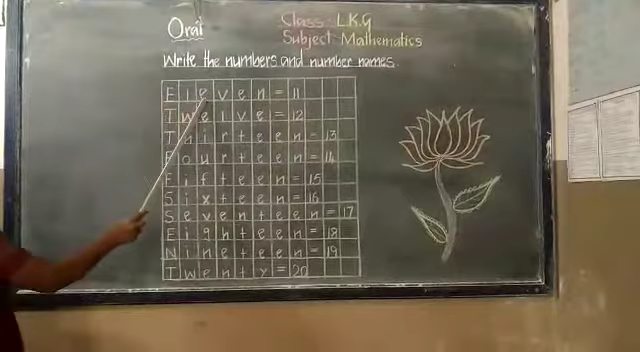 Oral
Class : L.K.G
Subject Mathematics
Write the numbers and number names.
Eleven = 11
Twelve = 12
Thirteen = 13
Fourteen = 14
Fifteen = 15
Sixteen = 16
Seventeen = 17
Eighteen = 18
Nineteen = 19
Twenty = 20